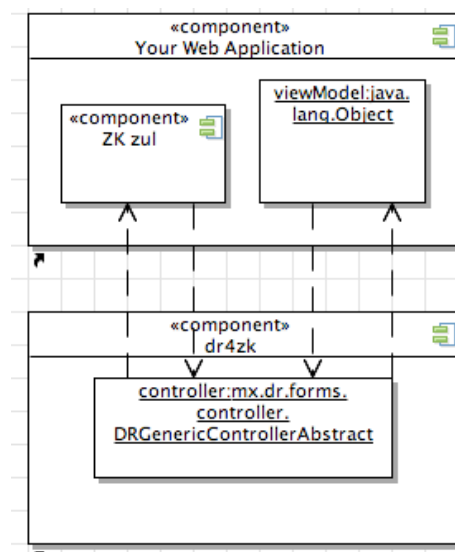 «component»
Your Web Application
«component»
ZK zul
viewModel:java.
lang.Object
«component»
dr4zk
controller:mx.dr.forms.
controller.
DRGenericControllerAbstract